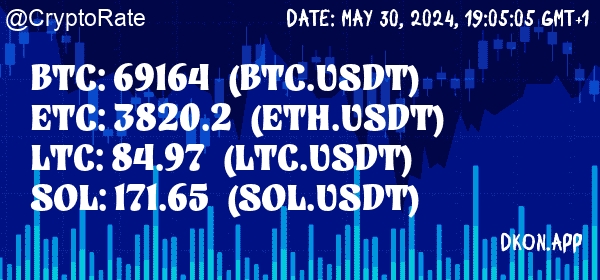 @CryptoRate
DATE: MAY 30, 2024, 19:05:05 GMT+1
BTC: 69164 (BTC.USDT)
ETC: 3820.2 (ETH.USDT)
LTC: 84.97 (LTC.USDT)
SOL: 171.65 (SOL.USDT)
DKON.APP